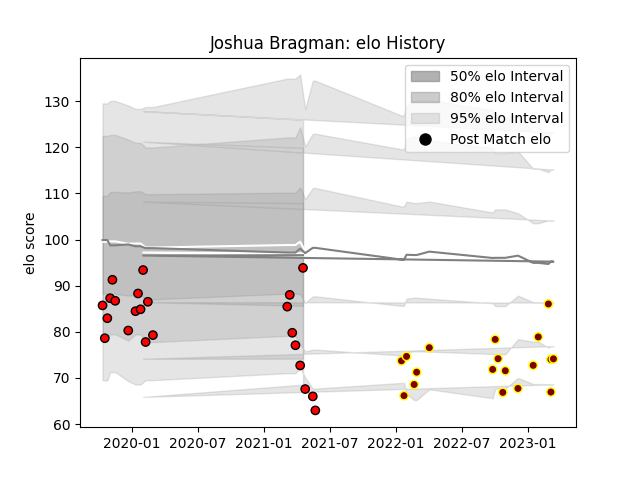 Joshua Bragman: elo History
50% elo Interval
80% elo Interval
95% elo Interval
Post Match elo
elo score
130
120
110
100
90
80
70
60
2020-01
2020-07
2021-01
2021-07
2022-01
2022-07
2023-01